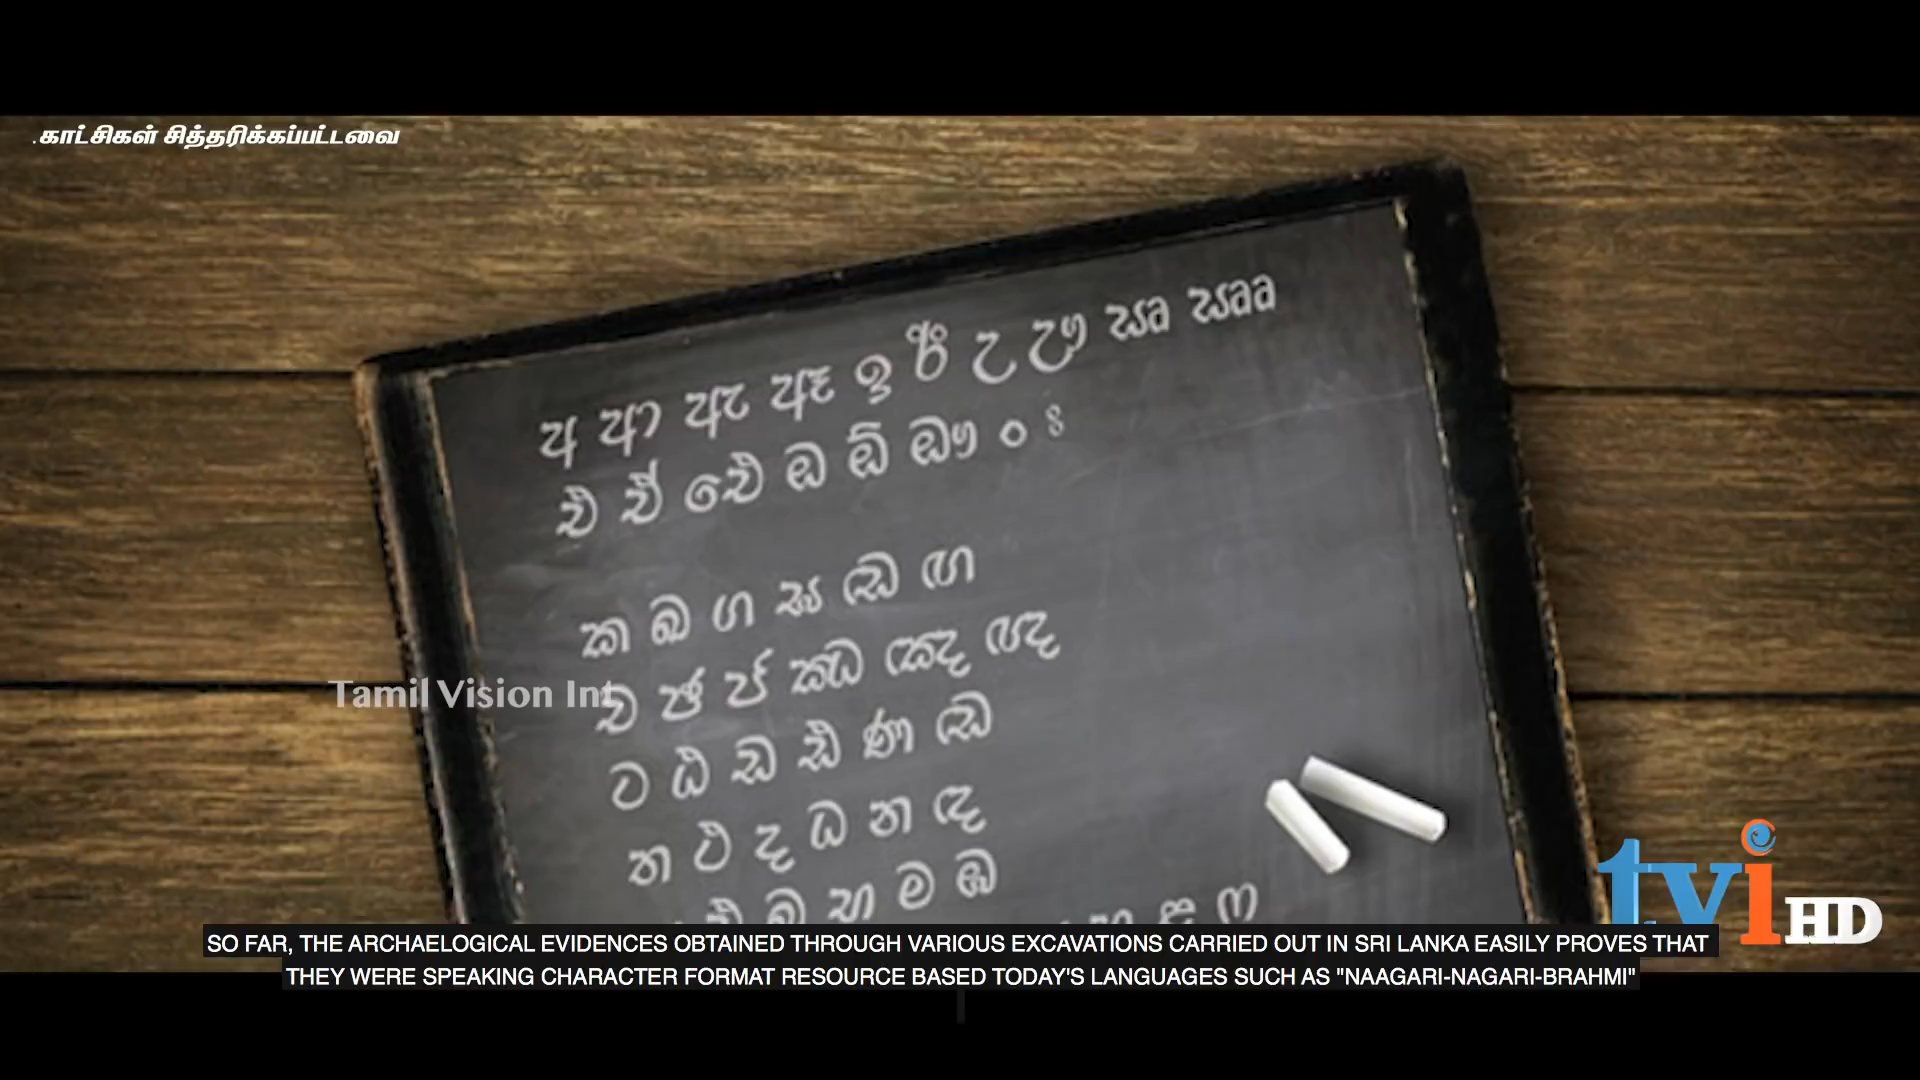 .காட்சிகள் சித்தரிக்கப்பட்டவை
අ ආ ඇ ඈ ඉ ඊ උ ඌ ඍ ඎ
එ ඒ ඓ ඔ ඕ ඖ ං ඃ
ක ඛ ග ඝ ඞ ඟ
ච ඡ ජ ඣ ඤ ඦ
Tamil Vision Int
ට ඨ ඩ ඪ ණ ඬ
ත ථ ද ධ න ඳ
ඵ බ භ ම ඹ
ළ ෆ
tvi HD
SO FAR, THE ARCHAELOGICAL EVIDENCES OBTAINED THROUGH VARIOUS EXCAVATIONS CARRIED OUT IN SRI LANKA EASILY PROVES THAT
THEY WERE SPEAKING CHARACTER FORMAT RESOURCE BASED TODAY'S LANGUAGES SUCH AS "NAAGARI-NAGARI-BRAHMI"